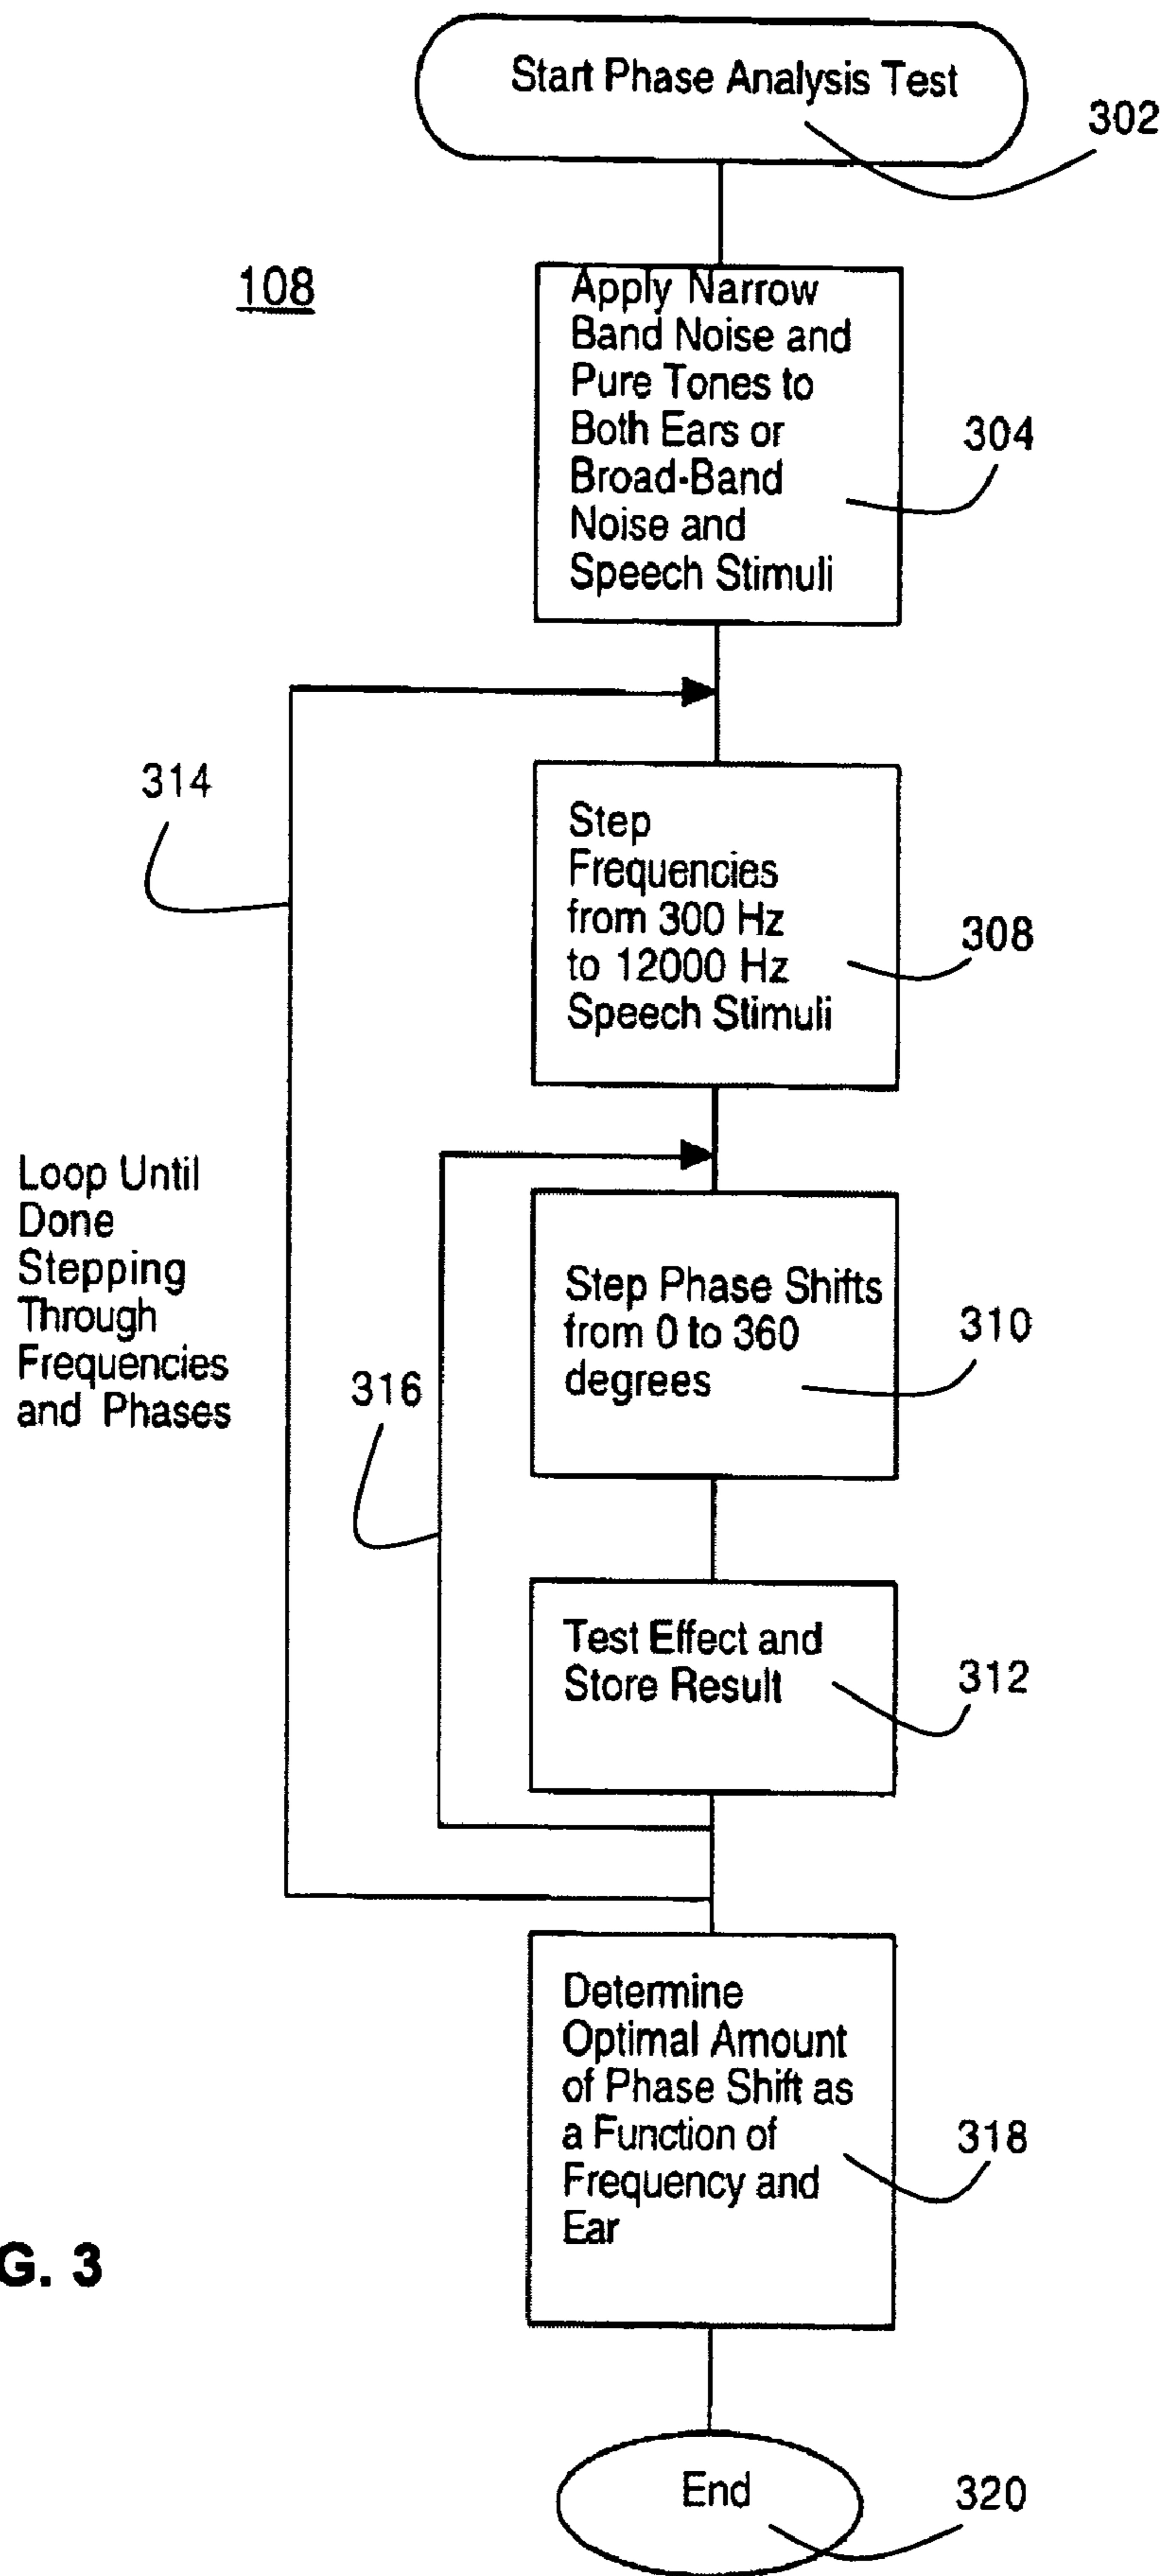 Start Phase Analysis Test
302
108
Apply Narrow
Band Noise and
Pure Tones to
Both Ears or
Broad-Band
Noise and
Speech Stimuli
304
314
Step
Frequencies
from 300 Hz
to 12000 Hz
Speech Stimuli
308
Loop Until
Done
Stepping
Through
Frequencies
and Phases
316
Step Phase Shifts
from 0 to 360
degrees
310
Test Effect and
Store Result
312
Determine
Optimal Amount
of Phase Shift as
a Function of
Frequency and
Ear
318
G. 3
End
320